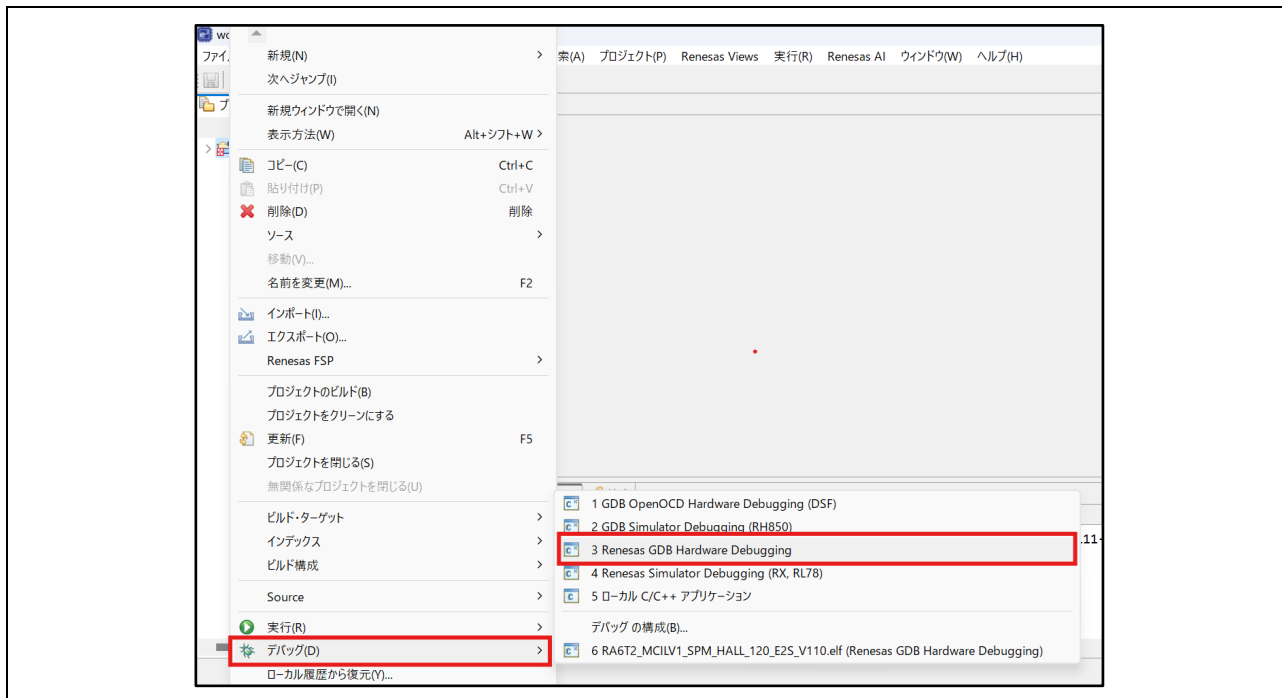 wo
ファイ
索(A) プロジェクト(P) Renesas Views 実行(R) Renesas AI ウィンドウ(W) ヘルプ(H)
プ
新規(N) >
次へジャンプ(I)
新規ウィンドウで開く(N)
表示方法(W) Alt+シフト+W >
コピー(C) Ctrl+C
貼り付け(P) Ctrl+V
削除(D) 削除
ソース >
移動(V)...
名前を変更(M)... F2
インポート(I)...
エクスポート(O)...
Renesas FSP >
プロジェクトのビルド(B)
プロジェクトをクリーンにする
更新(F) F5
プロジェクトを閉じる(S)
無関係なプロジェクトを閉じる(U)
ビルド・ターゲット >
インデックス >
ビルド構成 >
Source >
実行(R) >
デバッグ(D) >
ローカル履歴から復元(Y)...
1 GDB OpenOCD Hardware Debugging (DSF)
2 GDB Simulator Debugging (RH850)
3 Renesas GDB Hardware Debugging
.11-
4 Renesas Simulator Debugging (RX, RL78)
5 ローカル C/C++ アプリケーション
デバッグ の構成(B)...
6 RA6T2_MCILV1_SPM_HALL_120_E2S_V110.elf (Renesas GDB Hardware Debugging)